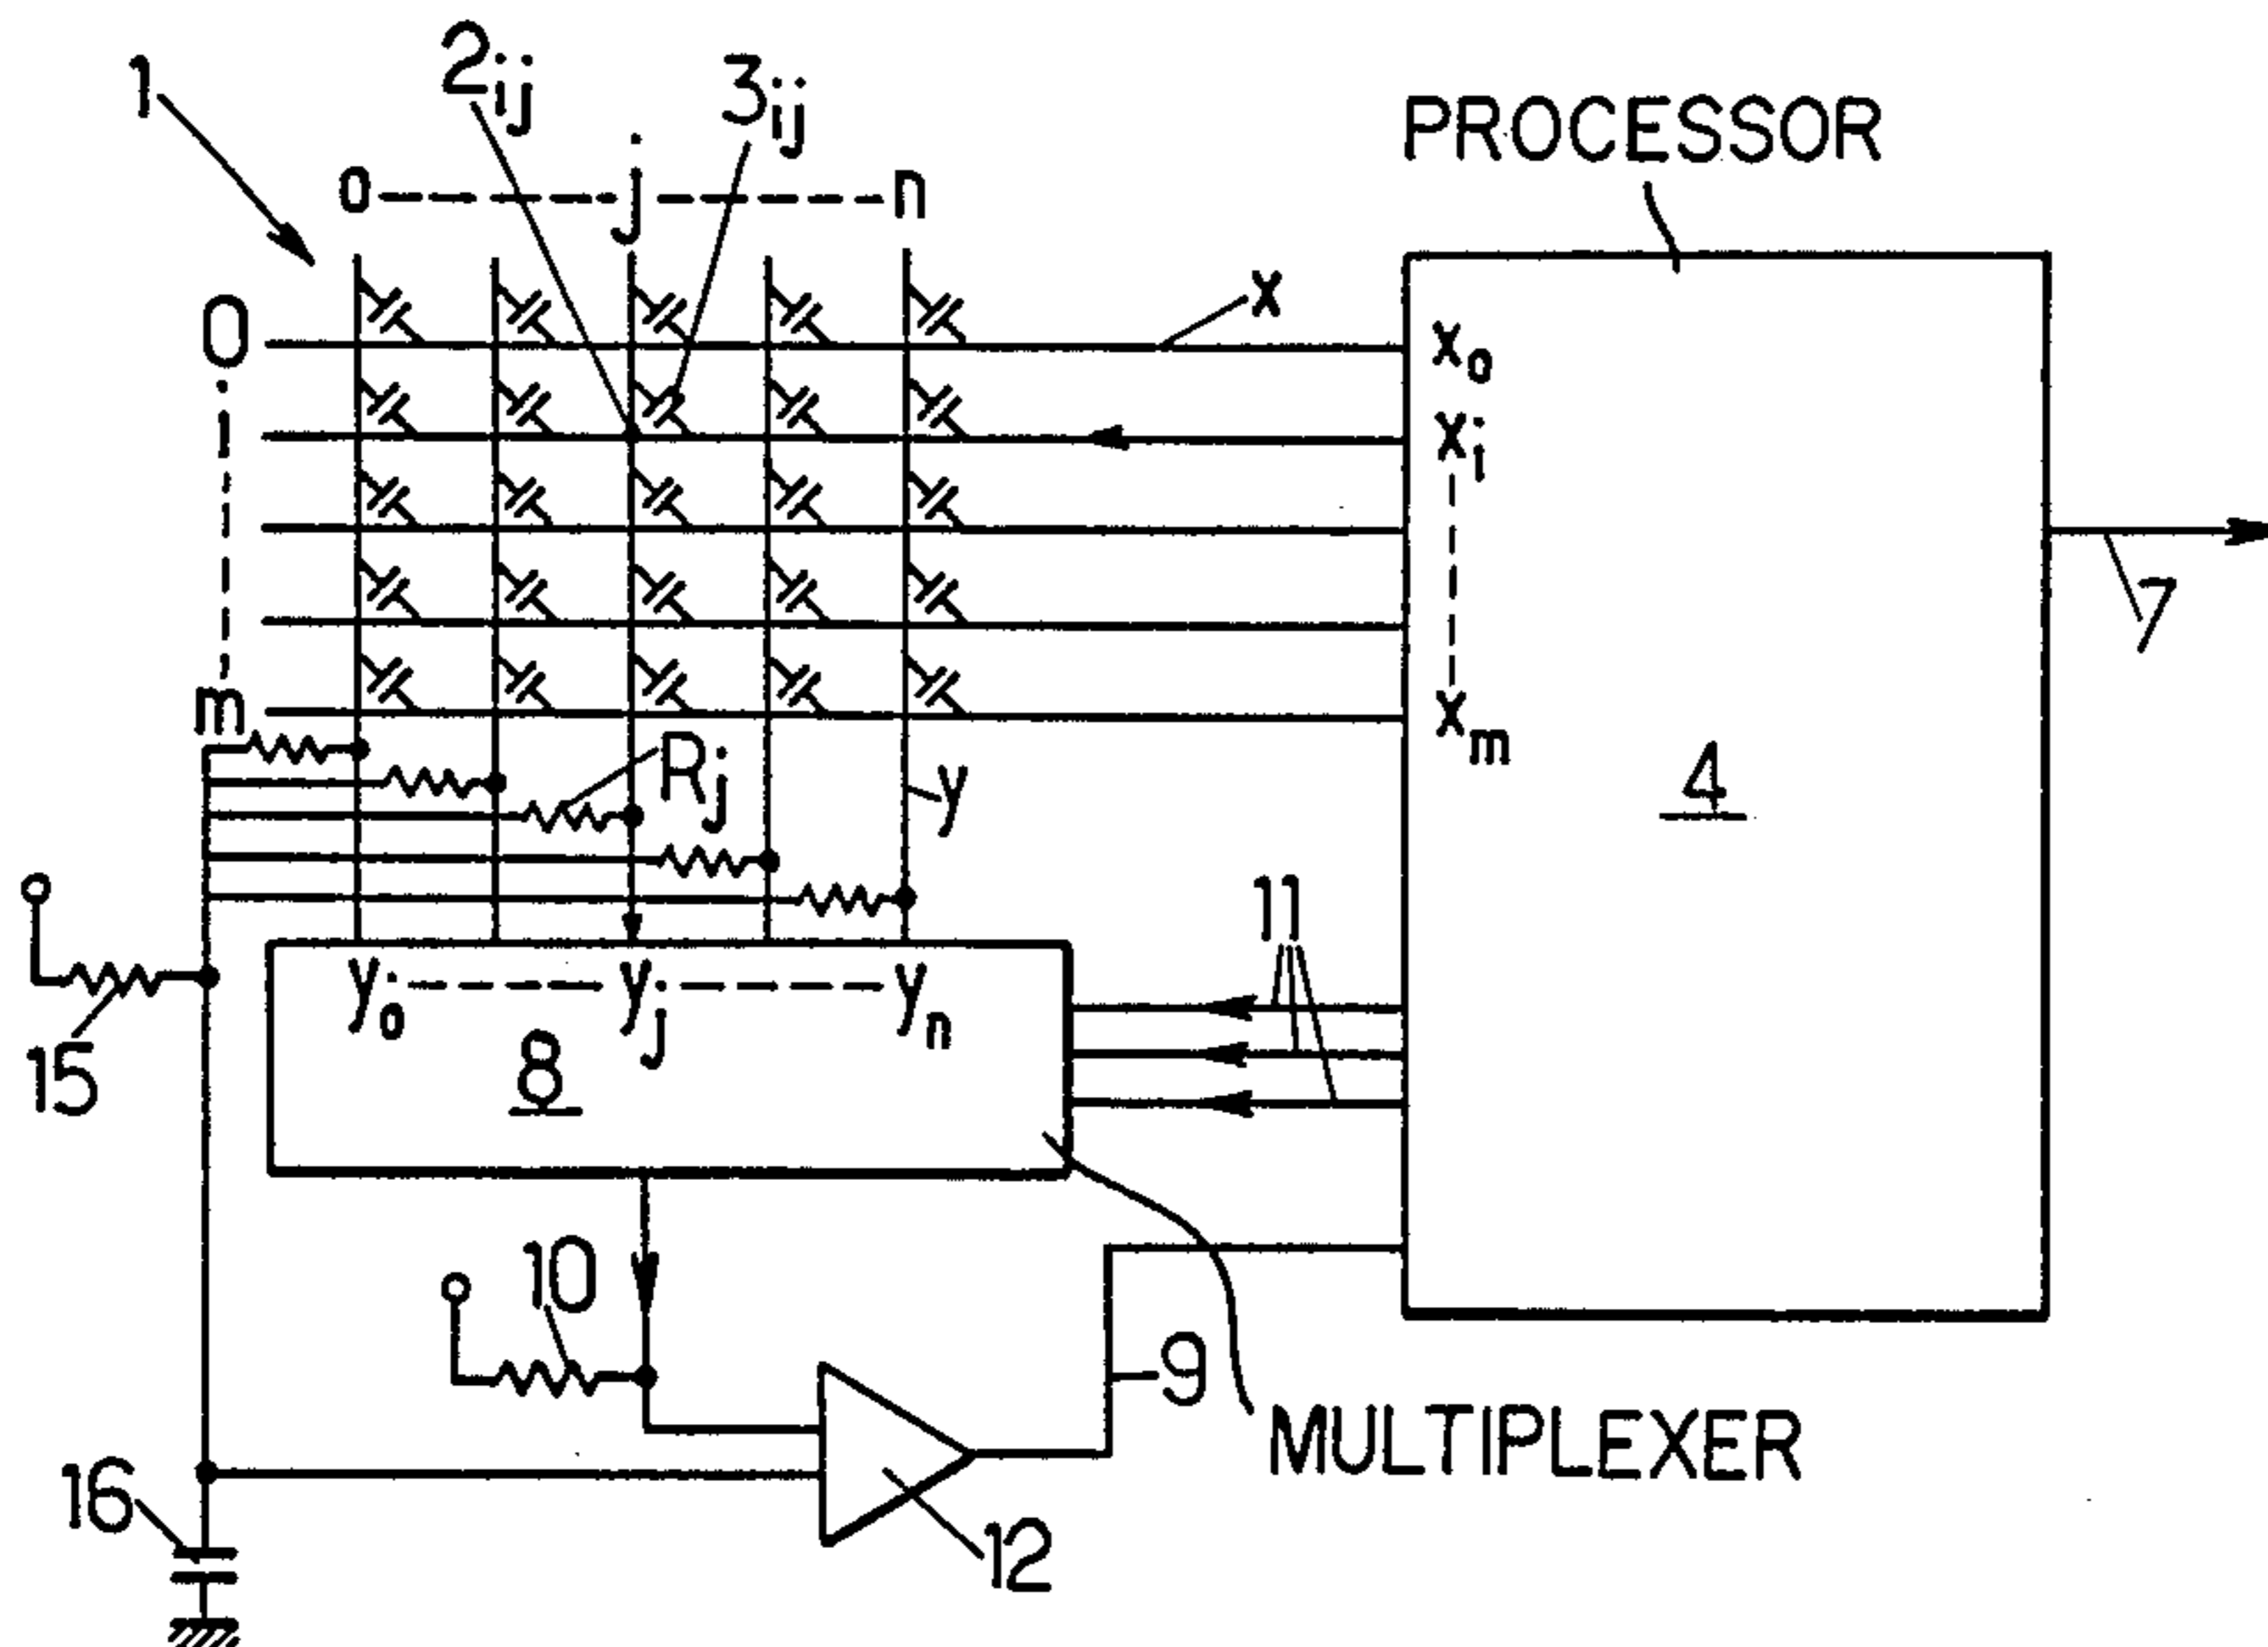 1
2ij
3ij
PROCESSOR
o j n
x
0
i
m
xo
xi
xm
7
Rj
y
4
11
15
yo yj yn
8
10
9
MULTIPLEXER
16
12